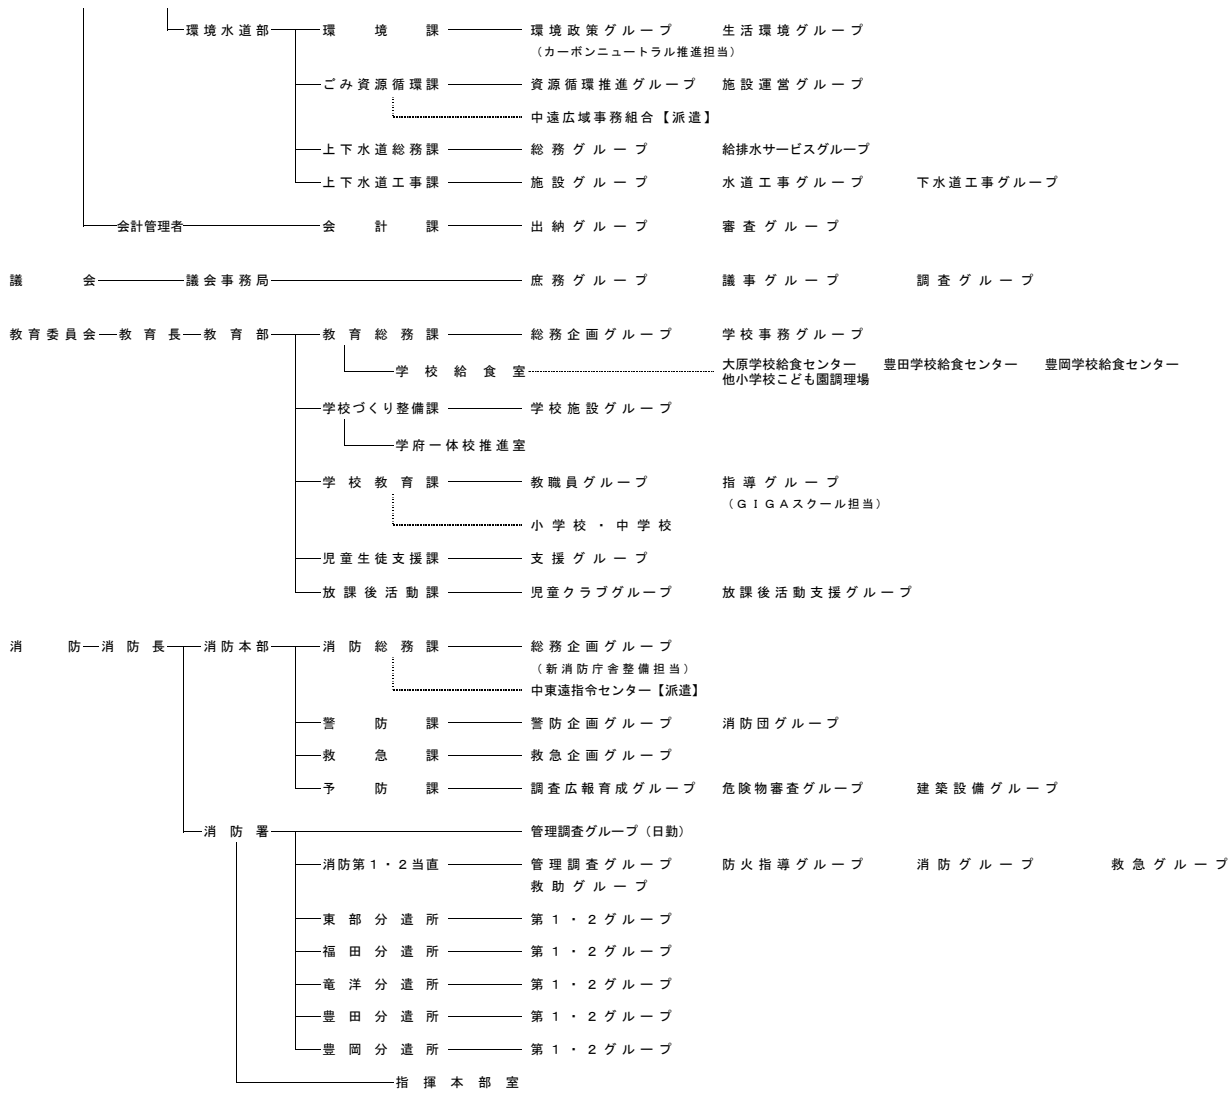 環境水道部 環境課 環境政策グループ 生活環境グループ
（カーボンニュートラル推進担当）
ごみ資源循環課 資源循環推進グループ 施設運営グループ
中遠広域事務組合【派遣】
上下水道総務課 総務グループ 給排水サービスグループ
上下水道工事課 施設グループ 水道工事グループ 下水道工事グループ
会計管理者 会計課 出納グループ 審査グループ
議会 議会事務局 庶務グループ 議事グループ 調査グループ
教育委員会 教育長 教育部 教育総務課 総務企画グループ 学校事務グループ
学校給食室 大原学校給食センター 豊田学校給食センター 豊岡学校給食センター
他小学校こども園調理場
学校づくり整備課 学校施設グループ
学府一体校推進室
学校教育課 教職員グループ 指導グループ
（ＧＩＧＡスクール担当）
小学校・中学校
児童生徒支援課 支援グループ
放課後活動課 児童クラブグループ 放課後活動支援グループ
消防 消防長 消防本部 消防総務課 総務企画グループ
（新消防庁舎整備担当）
中東遠指令センター【派遣】
警防課 警防企画グループ 消防団グループ
救急課 救急企画グループ
予防課 調査広報育成グループ 危険物審査グループ 建築設備グループ
消防署 管理調査グループ（日勤）
消防第１・２当直 管理調査グループ 防火指導グループ 消防グループ 救急グループ
救助グループ
東部分遣所 第１・２グループ
福田分遣所 第１・２グループ
竜洋分遣所 第１・２グループ
豊田分遣所 第１・２グループ
豊岡分遣所 第１・２グループ
指揮本部室